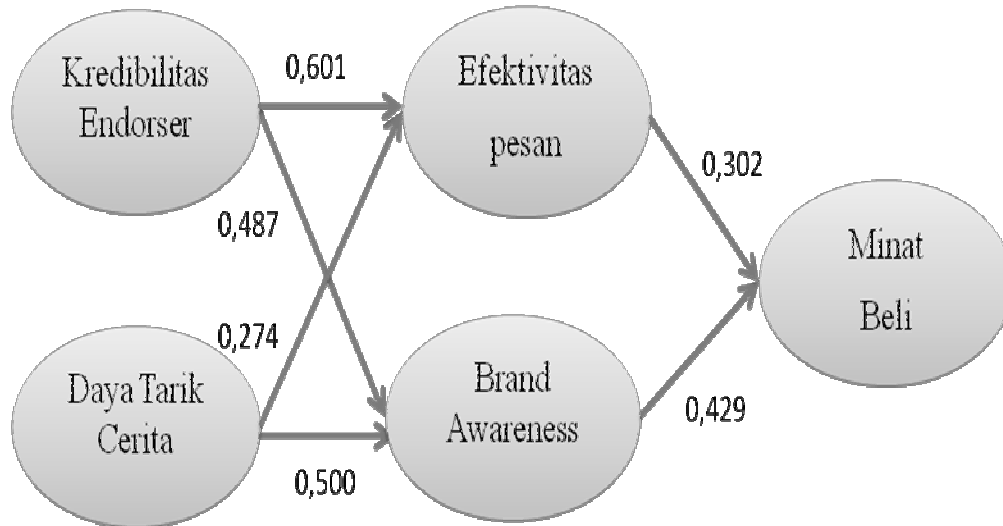 Kredibilitas
Endorser
0,601
Efektivitas
pesan
0,302
0,487
Minat
Beli
0,274
Daya Tarik
Cerita
Brand
Awareness
0,429
0,500